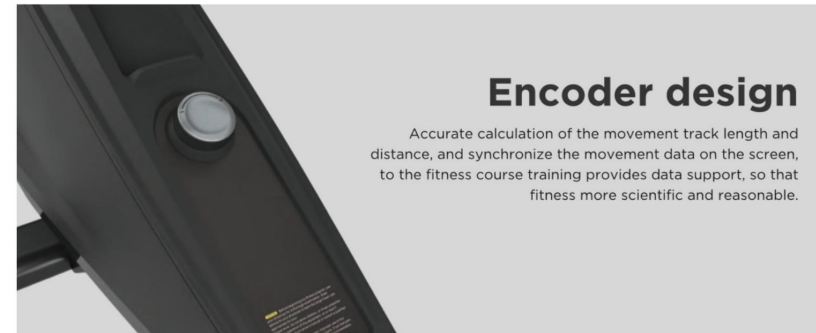 Encoder design
Accurate calculation of the movement track length and
distance, and synchronize the movement data on the screen,
to the fitness course training provides data support, so that
fitness more scientific and reasonable.